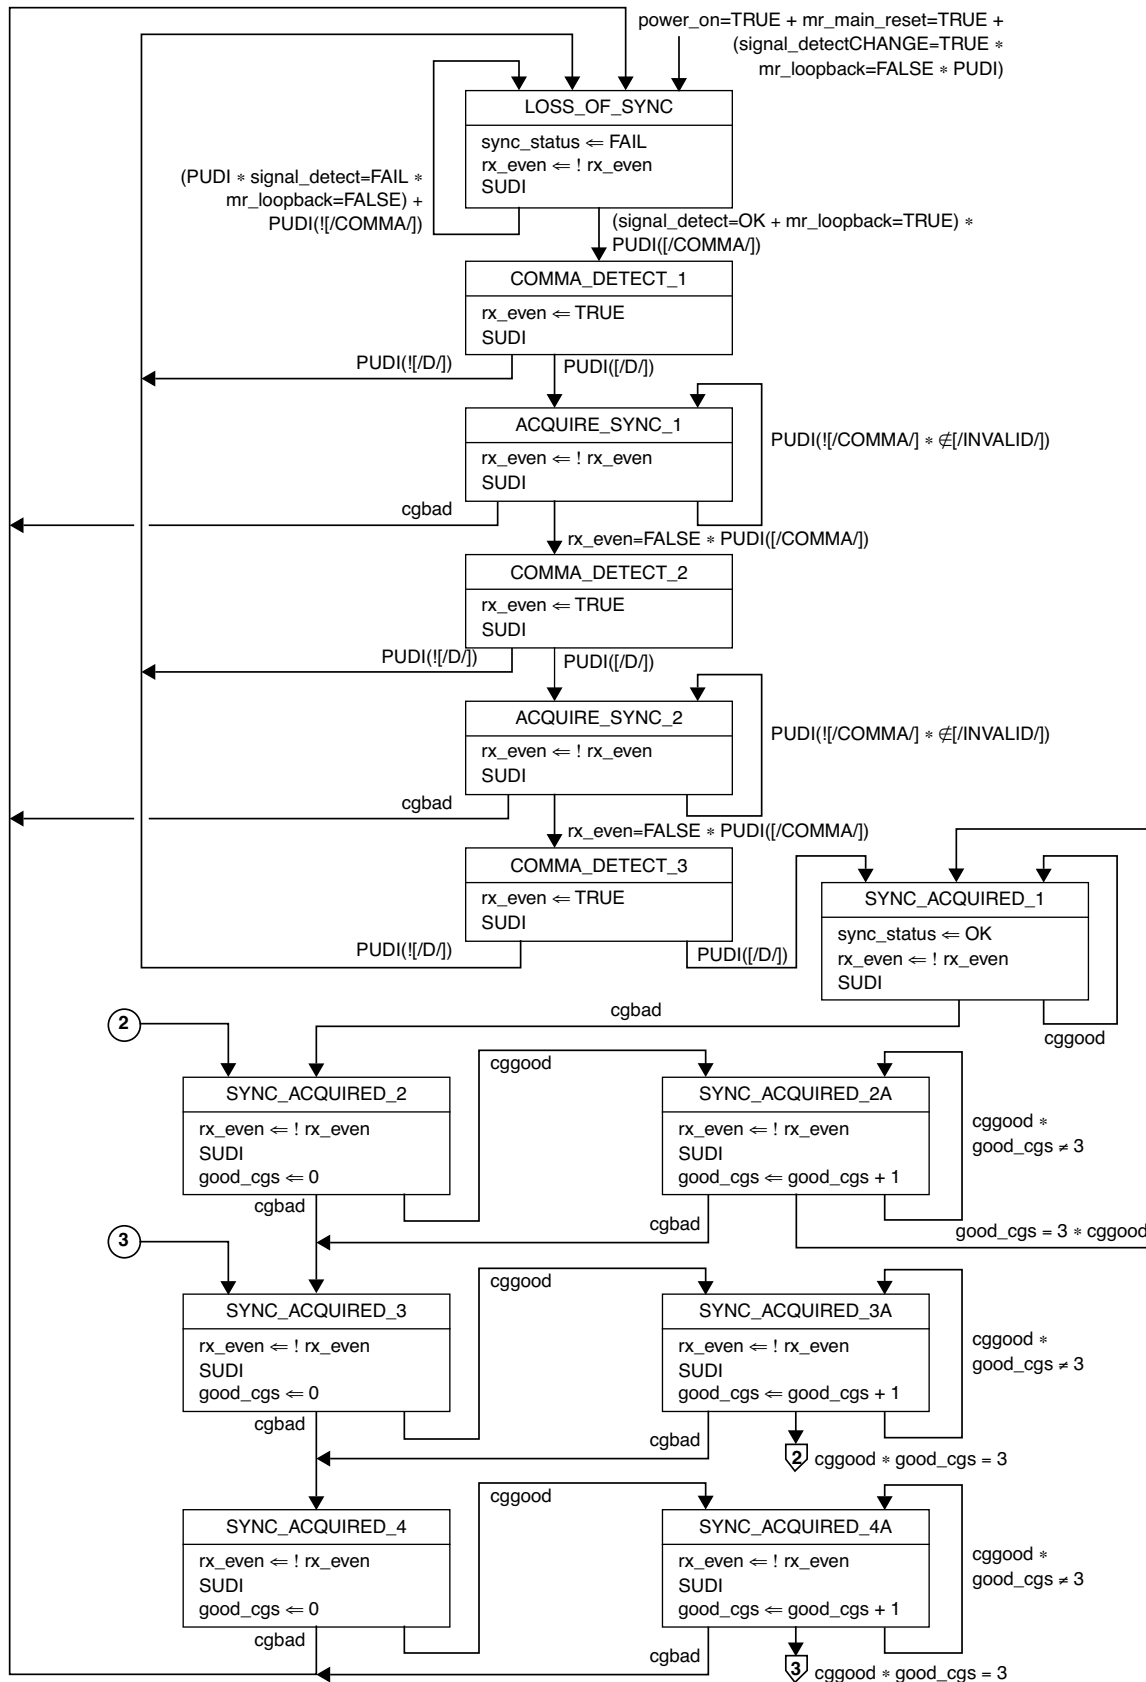 power_on=TRUE + mr_main_reset=TRUE +
(signal_detectCHANGE=TRUE ∗
mr_loopback=FALSE ∗ PUDI)
LOSS_OF_SYNC
sync_status ⇐ FAIL
rx_even ⇐ ! rx_even
SUDI
(PUDI ∗ signal_detect=FAIL ∗
mr_loopback=FALSE) +
PUDI(![/COMMA/])
(signal_detect=OK + mr_loopback=TRUE) ∗
PUDI([/COMMA/])
COMMA_DETECT_1
rx_even ⇐ TRUE
SUDI
PUDI(![/D/])
PUDI([/D/])
ACQUIRE_SYNC_1
rx_even ⇐ ! rx_even
SUDI
PUDI(![/COMMA/] ∗ ∉[/INVALID/])
cgbad
rx_even=FALSE ∗ PUDI([/COMMA/])
COMMA_DETECT_2
rx_even ⇐ TRUE
SUDI
PUDI(![/D/])
PUDI([/D/])
ACQUIRE_SYNC_2
rx_even ⇐ ! rx_even
SUDI
PUDI(![/COMMA/] ∗ ∉[/INVALID/])
cgbad
rx_even=FALSE ∗ PUDI([/COMMA/])
COMMA_DETECT_3
rx_even ⇐ TRUE
SUDI
PUDI(![/D/])
PUDI([/D/])
SYNC_ACQUIRED_1
sync_status ⇐ OK
rx_even ⇐ ! rx_even
SUDI
cgbad
cggood
2
SYNC_ACQUIRED_2
rx_even ⇐ ! rx_even
SUDI
good_cgs ⇐ 0
cgbad
cggood
SYNC_ACQUIRED_2A
rx_even ⇐ ! rx_even
SUDI
good_cgs ⇐ good_cgs + 1
cggood ∗
good_cgs ≠ 3
cgbad
good_cgs = 3 ∗ cggood
3
SYNC_ACQUIRED_3
rx_even ⇐ ! rx_even
SUDI
good_cgs ⇐ 0
cgbad
cggood
SYNC_ACQUIRED_3A
rx_even ⇐ ! rx_even
SUDI
good_cgs ⇐ good_cgs + 1
cggood ∗
good_cgs ≠ 3
cgbad
2 cggood ∗ good_cgs = 3
SYNC_ACQUIRED_4
rx_even ⇐ ! rx_even
SUDI
good_cgs ⇐ 0
cgbad
cggood
SYNC_ACQUIRED_4A
rx_even ⇐ ! rx_even
SUDI
good_cgs ⇐ good_cgs + 1
cggood ∗
good_cgs ≠ 3
cgbad
3 cggood ∗ good_cgs = 3